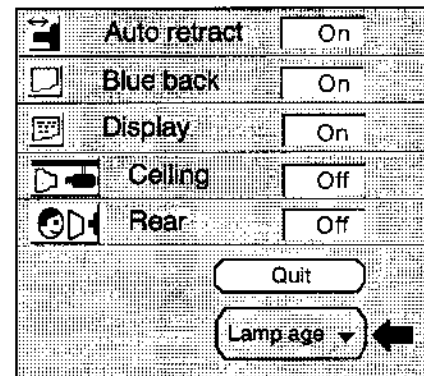 Auto retract On
Blue back On
Display On
Ceiling Off
Rear Off
Quit
Lamp age